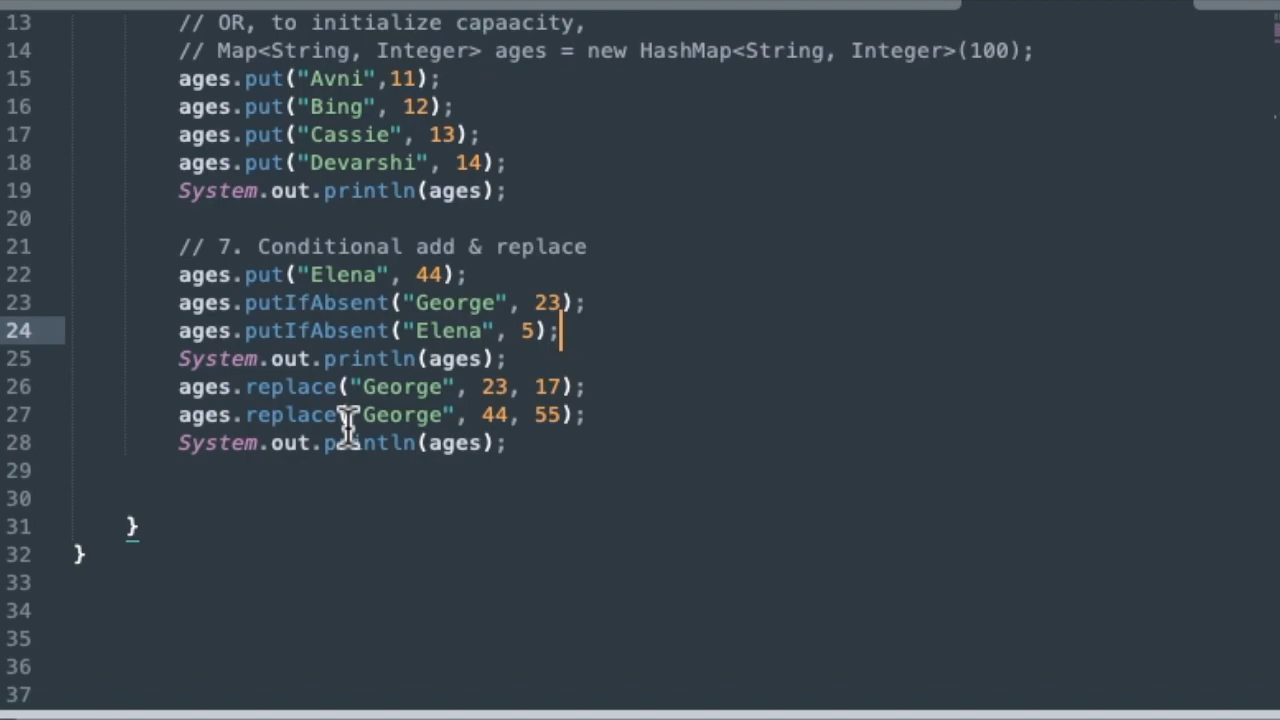 13 // OR, to initialize capaacity,
14 // Map<String, Integer> ages = new HashMap<String, Integer>(100);
15 ages.put("Avni",11);
16 ages.put("Bing", 12);
17 ages.put("Cassie", 13);
18 ages.put("Devarshi", 14);
19 System.out.println(ages);
20
21 // 7. Conditional add & replace
22 ages.put("Elena", 44);
23 ages.putIfAbsent("George", 23);
24 ages.putIfAbsent("Elena", 5);
25 System.out.println(ages);
26 ages.replace("George", 23, 17);
27 ages.replace("George", 44, 55);
28 System.out.println(ages);
29
30
31 }
32 }
33
34
35
36
37